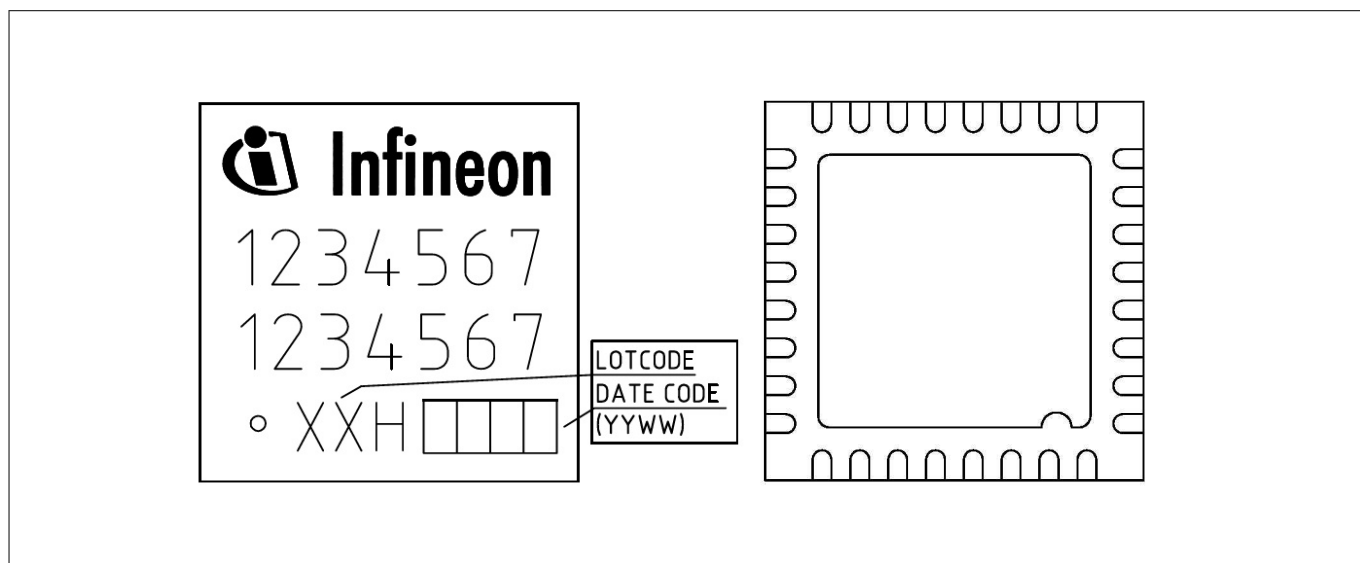 Infineon
1234567
1234567
XXH
LOTCODE
DATE CODE
(YYWW)